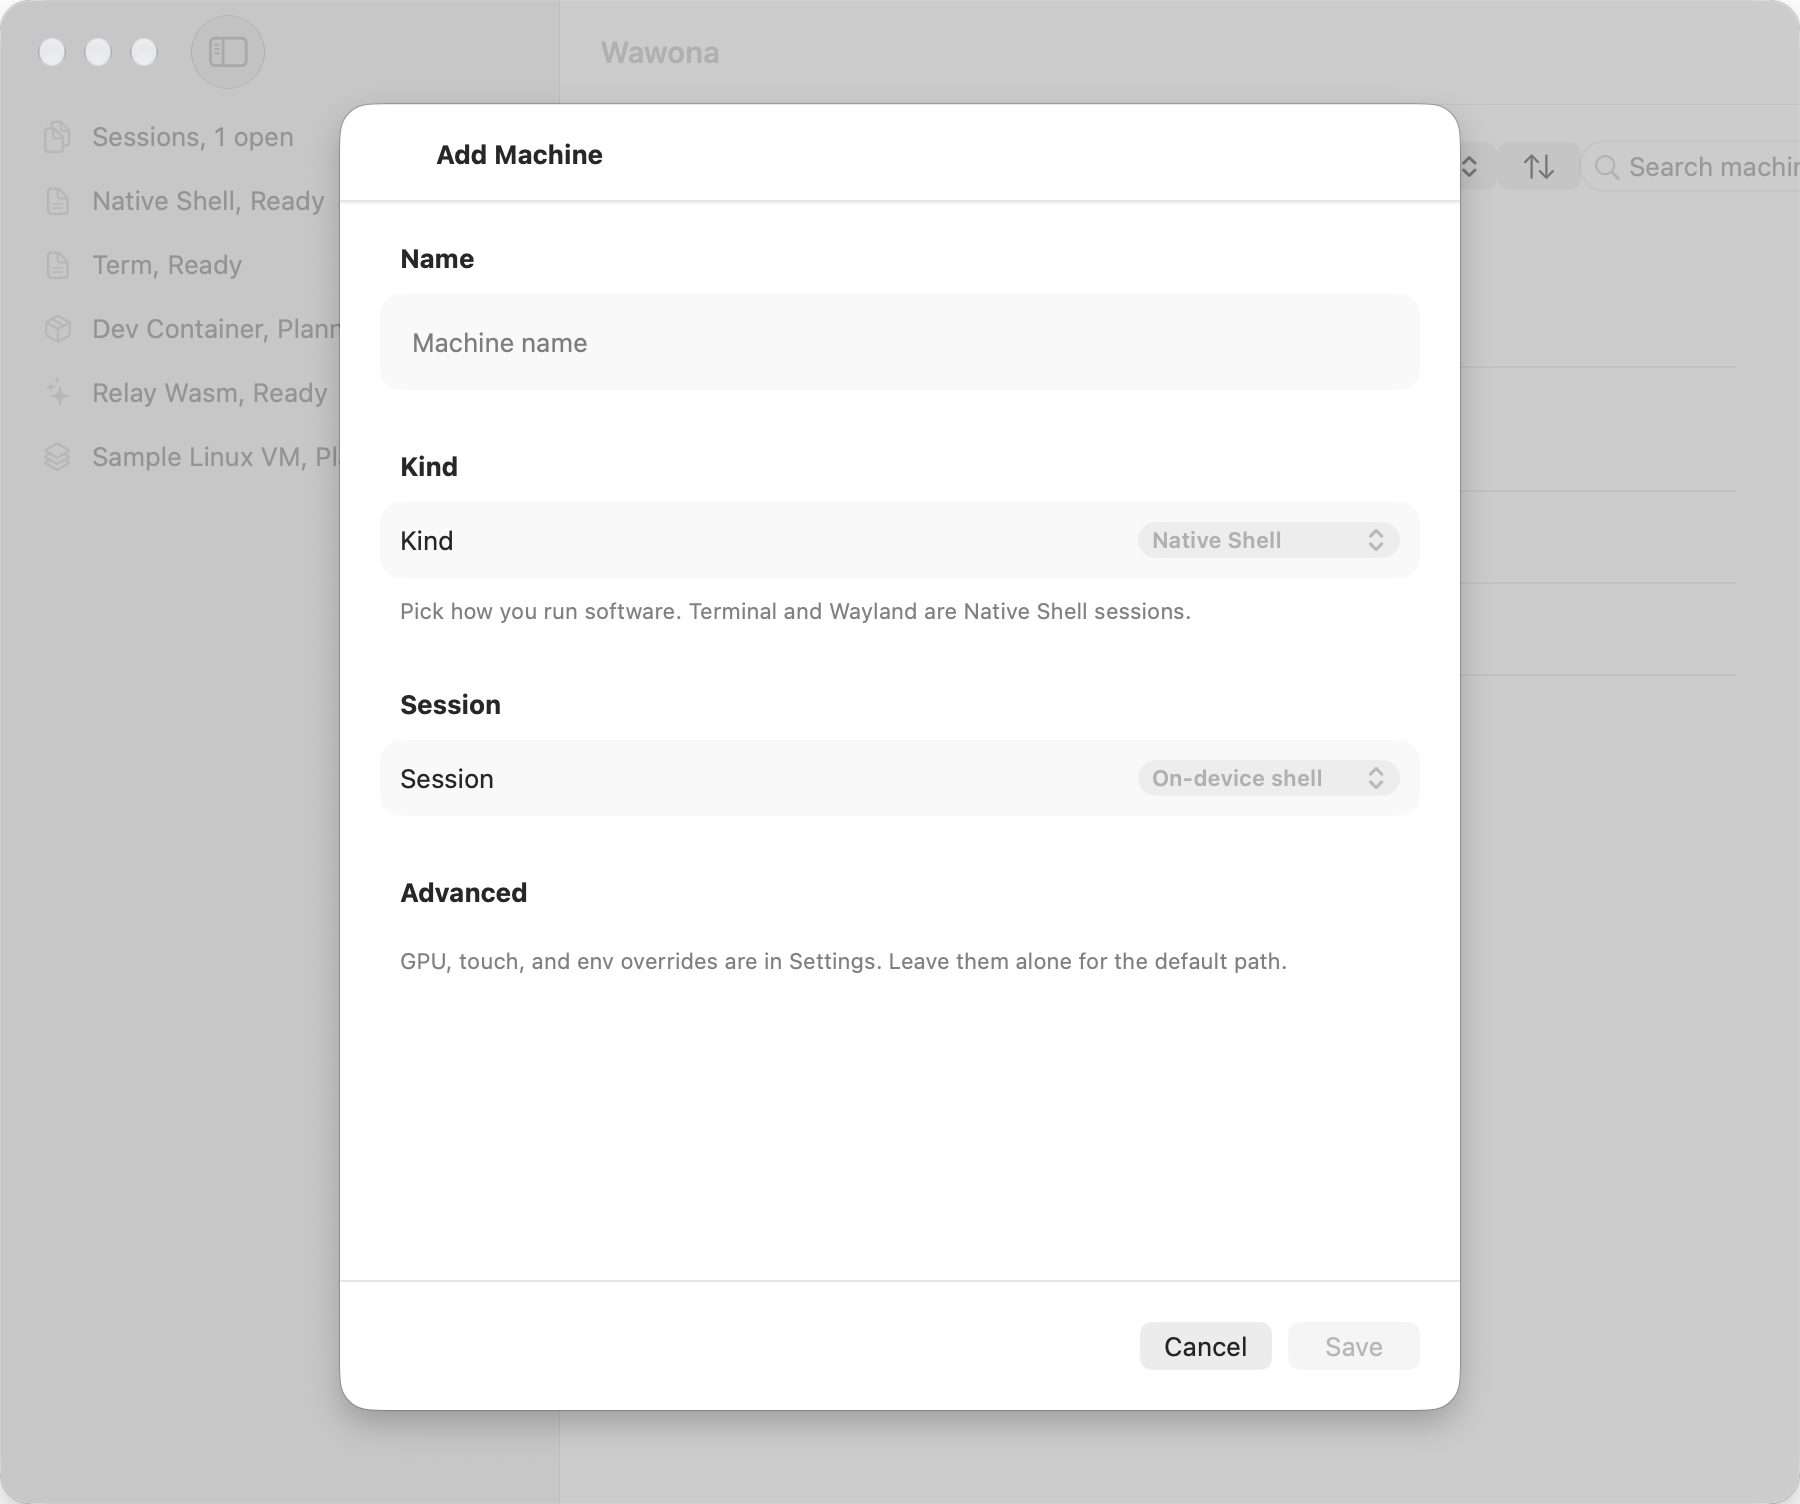 Wawona
Sessions, 1 open
Native Shell, Ready
Term, Ready
Dev Container, Plann
Relay Wasm, Ready
Sample Linux VM, Pl
Search machin
Add Machine
Name
Machine name
Kind
Kind
Native Shell
Pick how you run software. Terminal and Wayland are Native Shell sessions.
Session
Session
On-device shell
Advanced
GPU, touch, and env overrides are in Settings. Leave them alone for the default path.
Cancel
Save